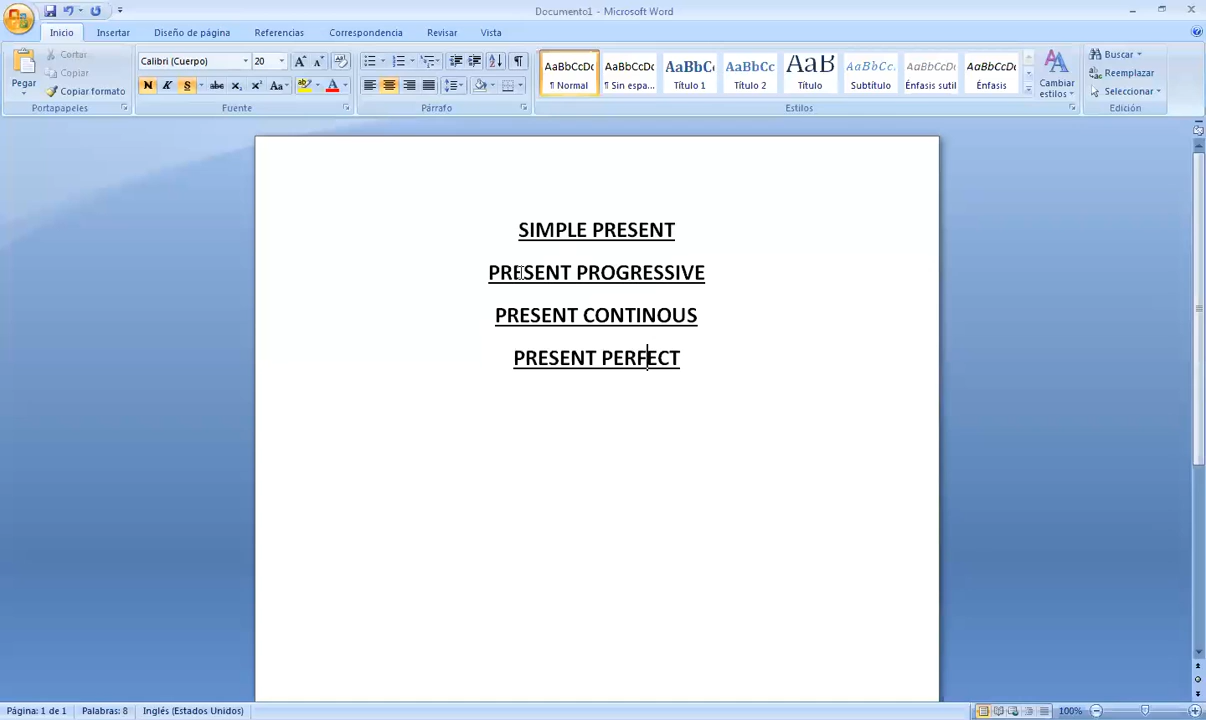 Documento1 - Microsoft Word
Inicio Insertar Diseño de página Referencias Correspondencia Revisar Vista
Pegar
Cortar
Copiar
Copiar formato
Portapapeles
Calibri (Cuerpo) 20
Fuente
Párrafo
AaBbCcDc AaBbCcDc AaBbC AaBbCc AaB AaBbCc. AaBbCcDc AaBbCcDc
¶ Normal ¶ Sin espa... Título 1 Título 2 Título Subtítulo Énfasis sutil Énfasis
Cambiar estilos
Estilos
Buscar
Reemplazar
Seleccionar
Edición
SIMPLE PRESENT
PRESENT PROGRESSIVE
PRESENT CONTINOUS
PRESENT PERFECT
Página: 1 de 1 Palabras: 8 Inglés (Estados Unidos) 100%